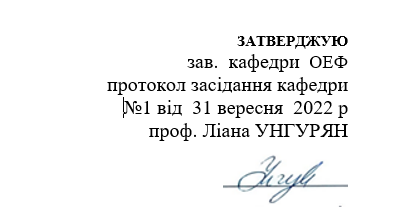 ЗАТВЕРДЖУЮ
зав. кафедри ОЕФ
протокол засідання кафедри
№1 від 31 вересня 2022 р
проф. Ліана УНГУРЯН